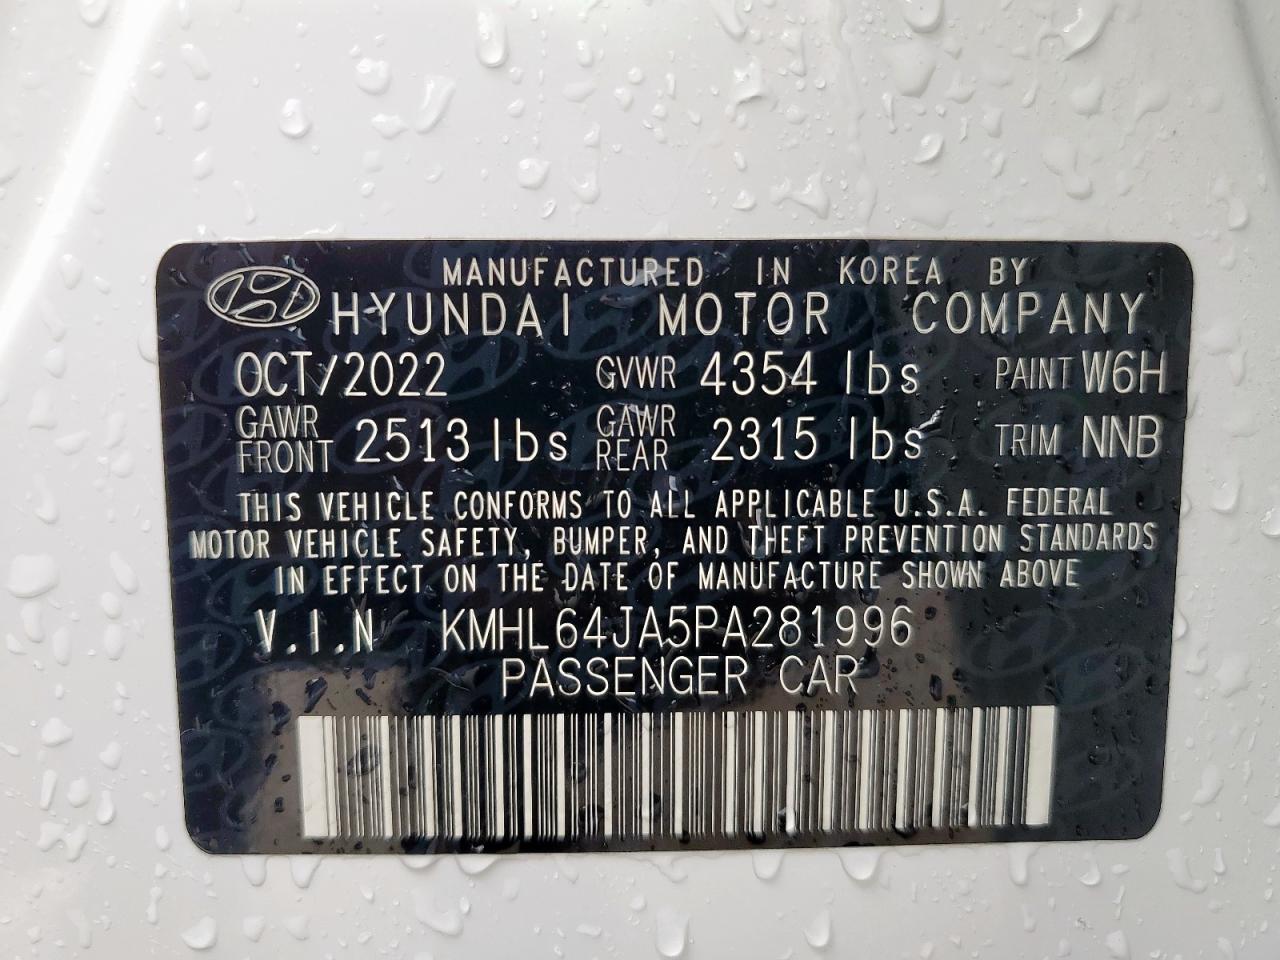 MANUFACTURED IN KOREA BY
HYUNDAI MOTOR COMPANY
OCT/2022 GVWR 4354 lbs PAINT W6H
GAWR FRONT 2513 lbs GAWR REAR 2315 lbs TRIM NNB
THIS VEHICLE CONFORMS TO ALL APPLICABLE U.S.A. FEDERAL
MOTOR VEHICLE SAFETY, BUMPER, AND THEFT PREVENTION STANDARDS
IN EFFECT ON THE DATE OF MANUFACTURE SHOWN ABOVE
V.I.N KMHL64JA5PA281996
PASSENGER CAR